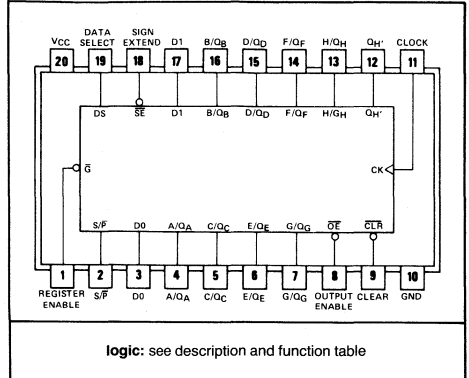 VCC DATA SELECT SIGN EXTEND D1 B/QB D/QD F/QF H/QH QH' CLOCK
20 19 18 17 16 15 14 13 12 11
DS SE D1 B/QB D/QD F/QF H/GH QH'
G CK
S/P D0 A/QA C/QC E/QE G/QG OE CLR
1 2 3 4 5 6 7 8 9 10
REGISTER ENABLE S/P D0 A/QA C/QC E/QE G/QG OUTPUT ENABLE CLEAR GND
logic: see description and function table